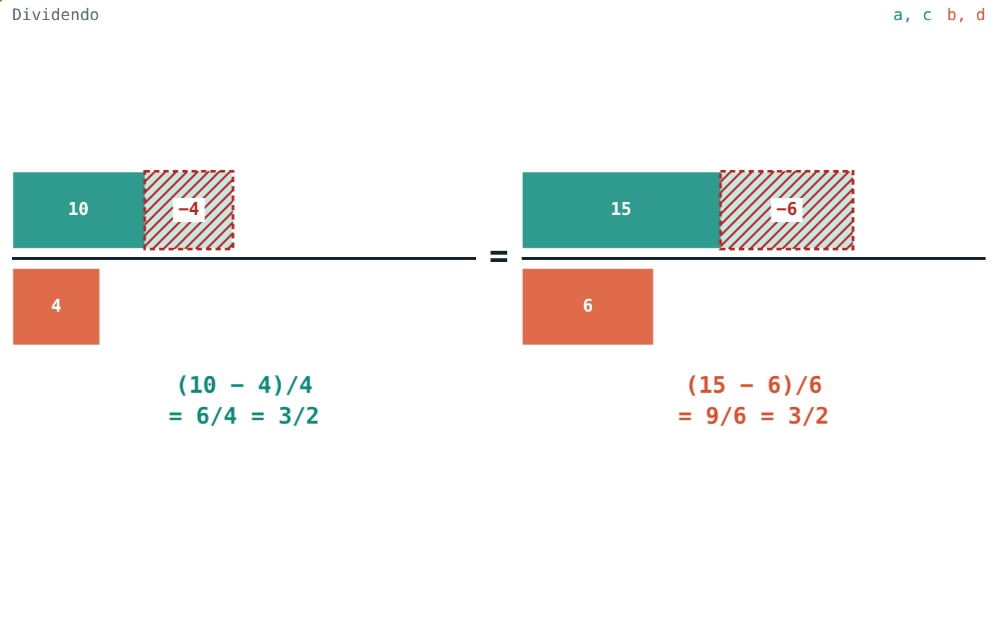 Dividendo
a, c b, d
10 −4
15 −6
=
4
6
(10 − 4)/4
= 6/4 = 3/2
(15 − 6)/6
= 9/6 = 3/2